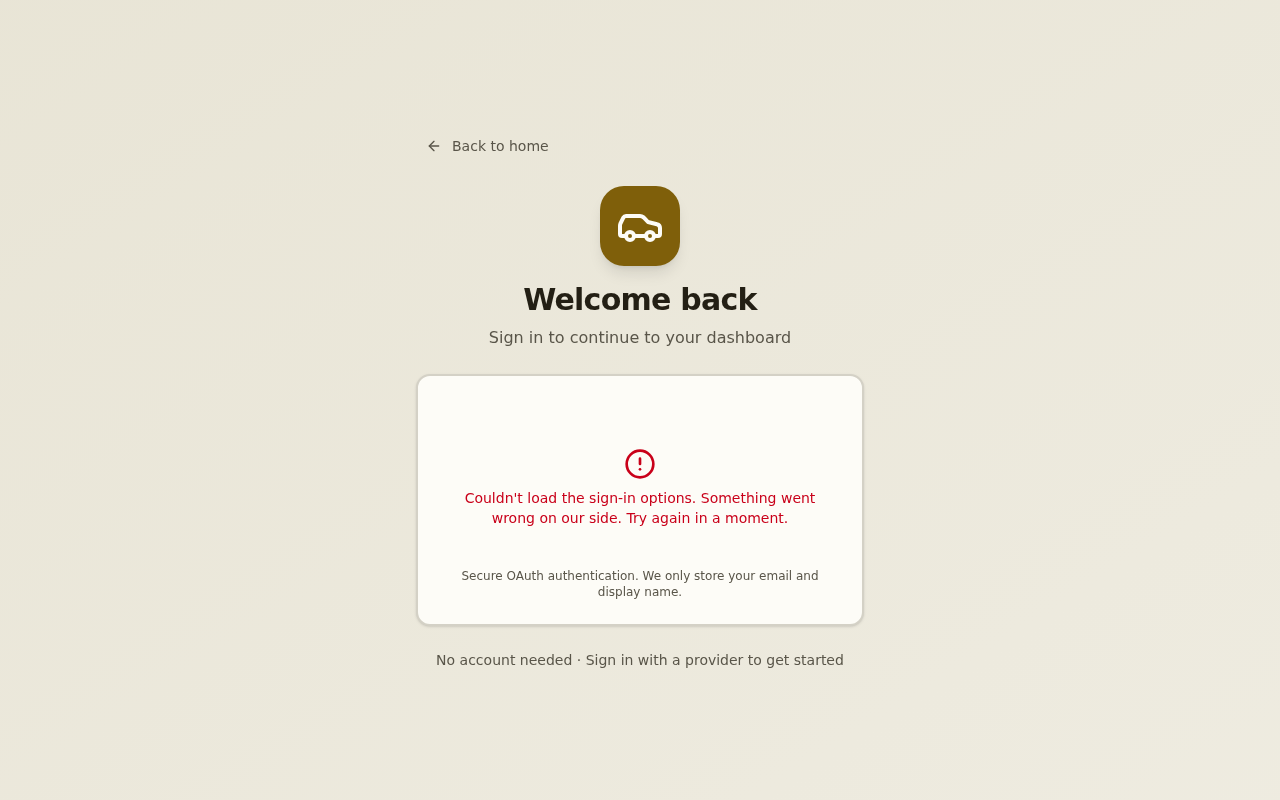 Back to home
Welcome back
Sign in to continue to your dashboard
Couldn't load the sign-in options. Something went
wrong on our side. Try again in a moment.
Secure OAuth authentication. We only store your email and
display name.
No account needed · Sign in with a provider to get started